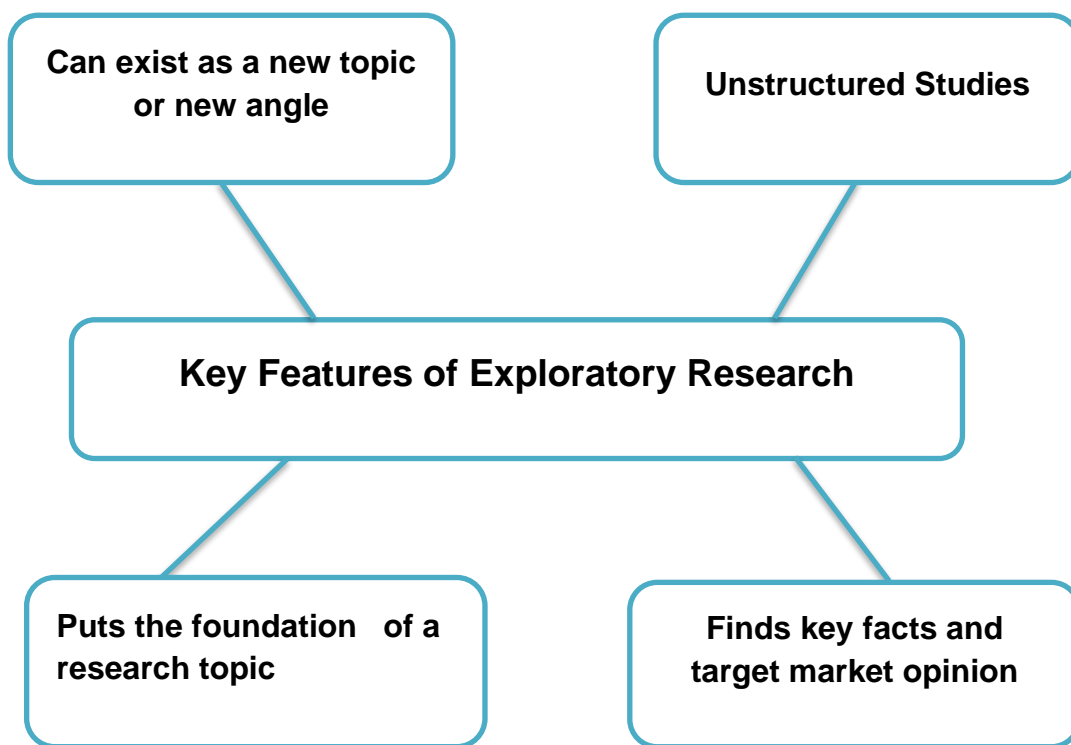 Can exist as a new topic
or new angle
Unstructured Studies
Key Features of Exploratory Research
Puts the foundation   of a
research topic
Finds key facts and
target market opinion